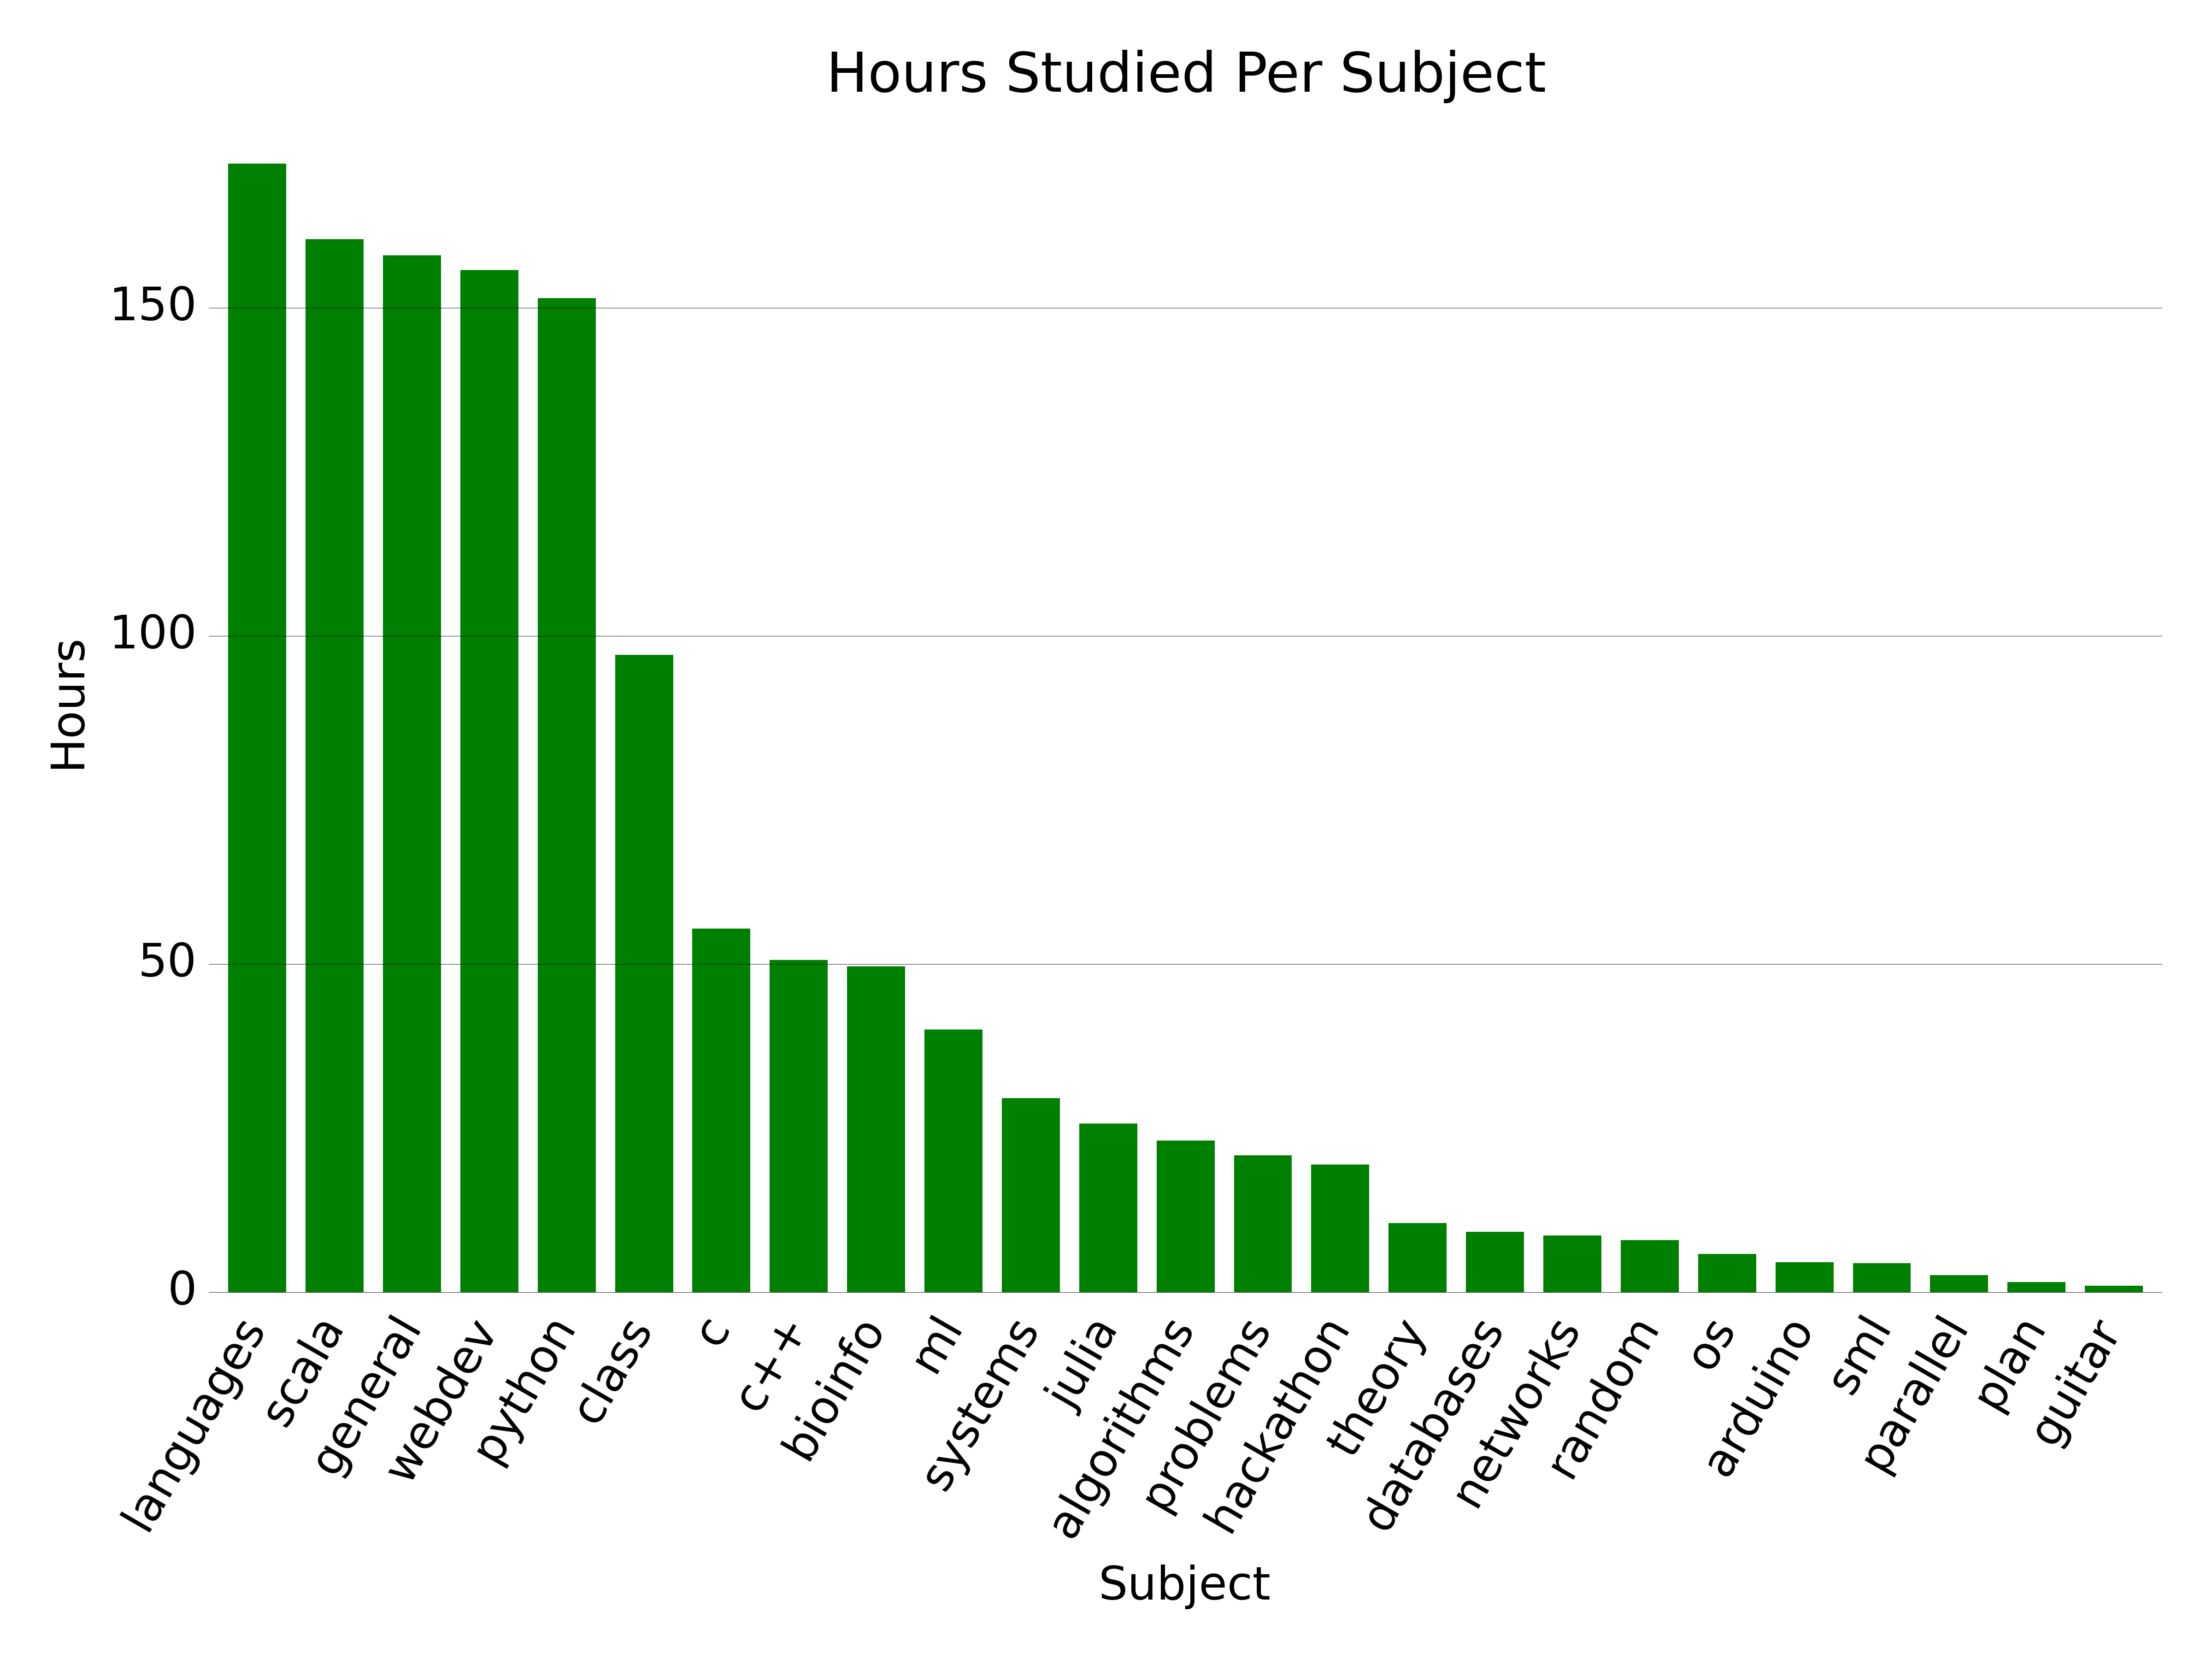 Hours Studied Per Subject
150
100
50
0
Hours
languages
scala
general
webdev
python
class
c
c++
bioinfo
ml
systems
julia
algorithms
problems
hackathon
theory
databases
networks
random
os
arduino
sml
parallel
plan
guitar
Subject